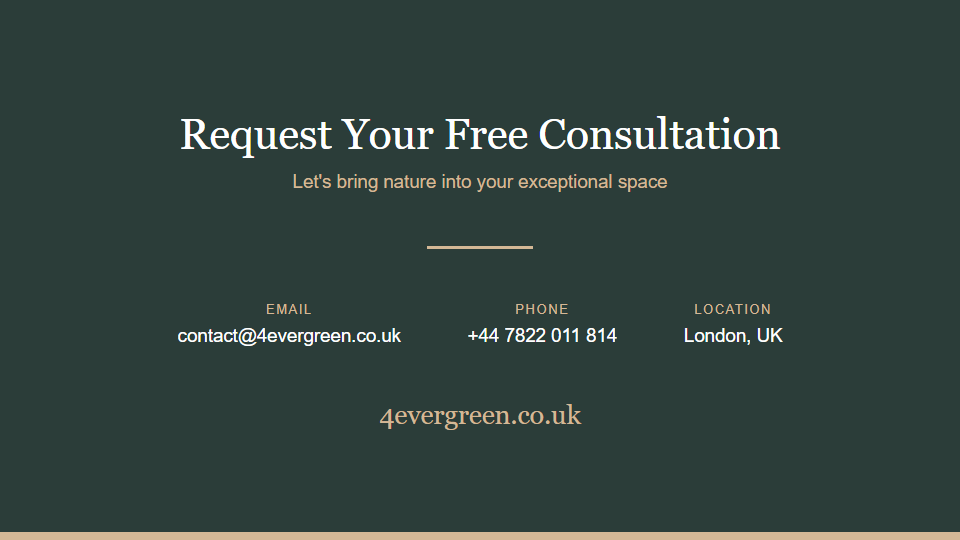 Request Your Free Consultation
Let's bring nature into your exceptional space
EMAIL PHONE LOCATION
contact@4evergreen.co.uk +44 7822 011 814 London, UK
4evergreen.co.uk